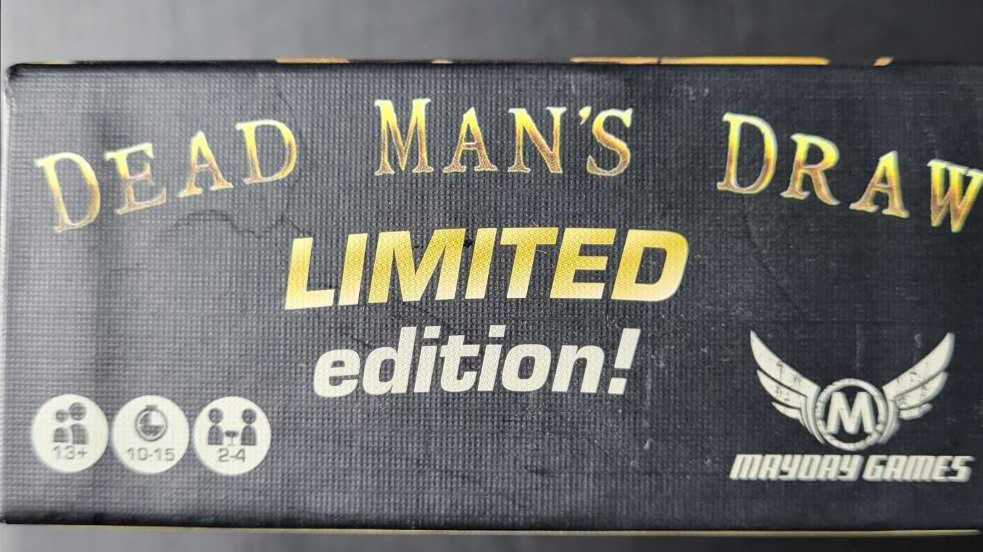 DEAD MAN'S DRAW
LIMITED
edition!
13+ 10-15 2-4
M
MAYDAY GAMES